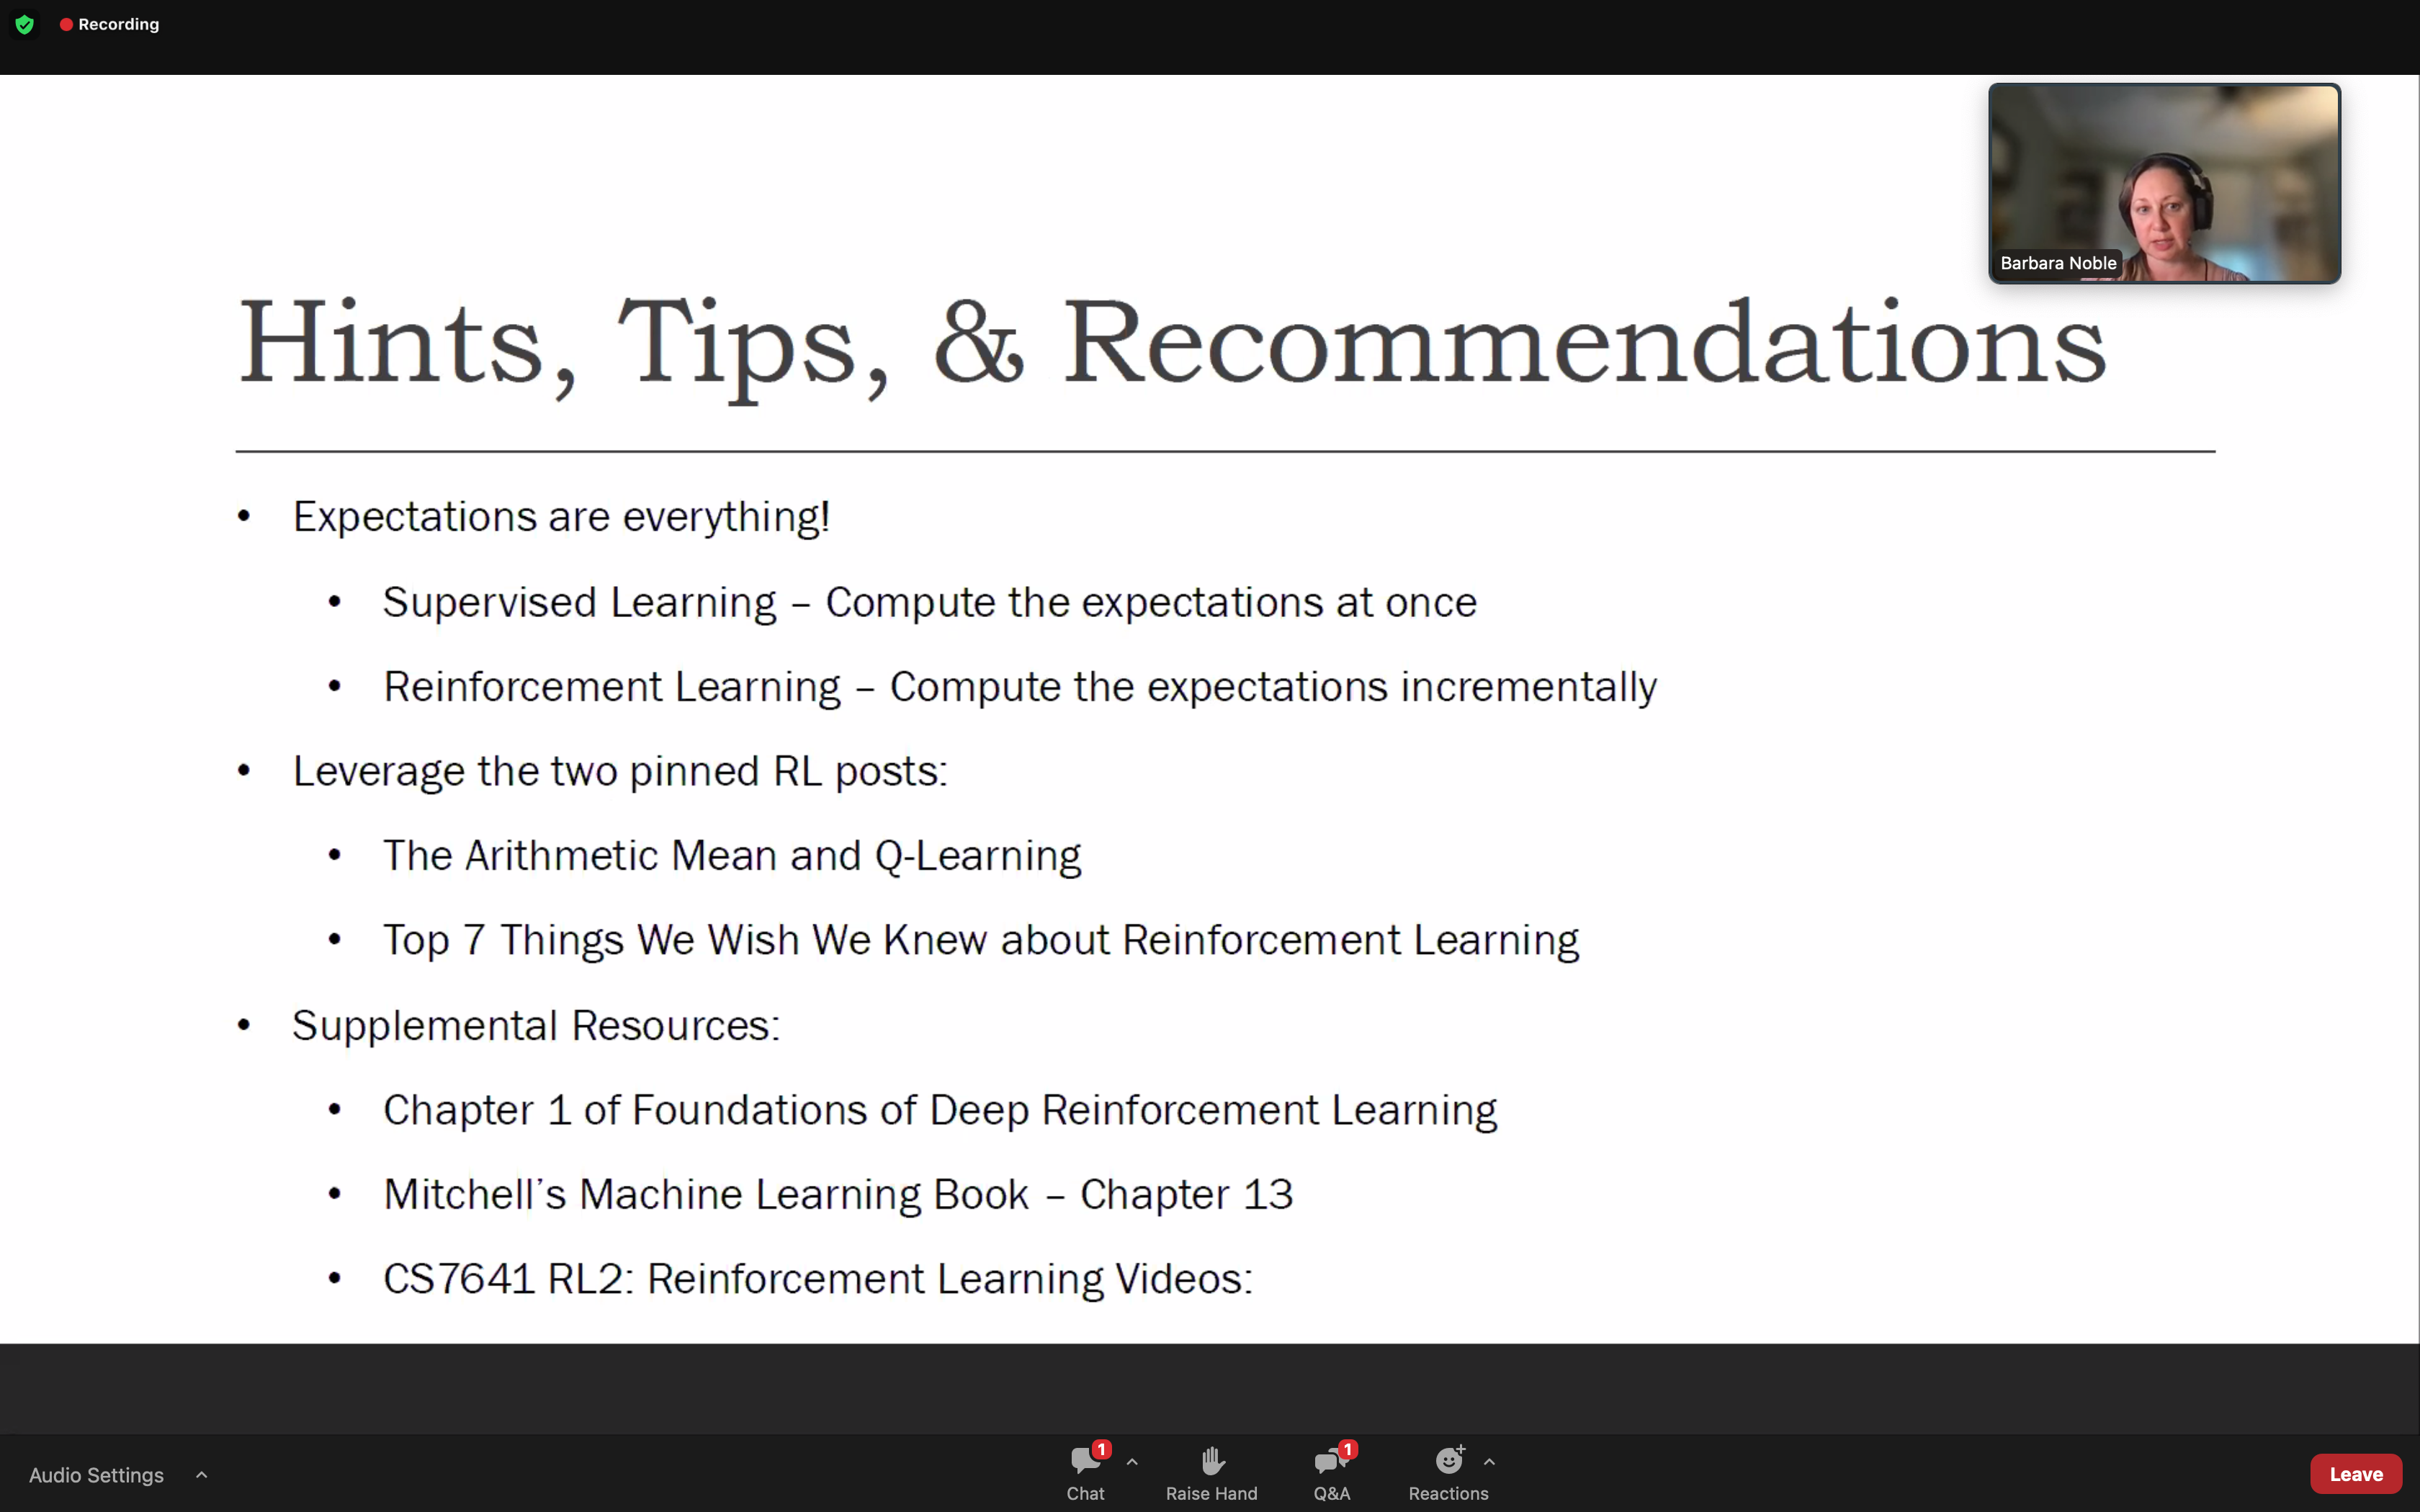 Recording
Barbara Noble
Hints, Tips, & Recommendations
• Expectations are everything!
• Supervised Learning – Compute the expectations at once
• Reinforcement Learning – Compute the expectations incrementally
• Leverage the two pinned RL posts:
• The Arithmetic Mean and Q-Learning
• Top 7 Things We Wish We Knew about Reinforcement Learning
• Supplemental Resources:
• Chapter 1 of Foundations of Deep Reinforcement Learning
• Mitchell's Machine Learning Book – Chapter 13
• CS7641 RL2: Reinforcement Learning Videos:
Audio Settings
1
Chat
Raise Hand
1
Q&A
Reactions
Leave